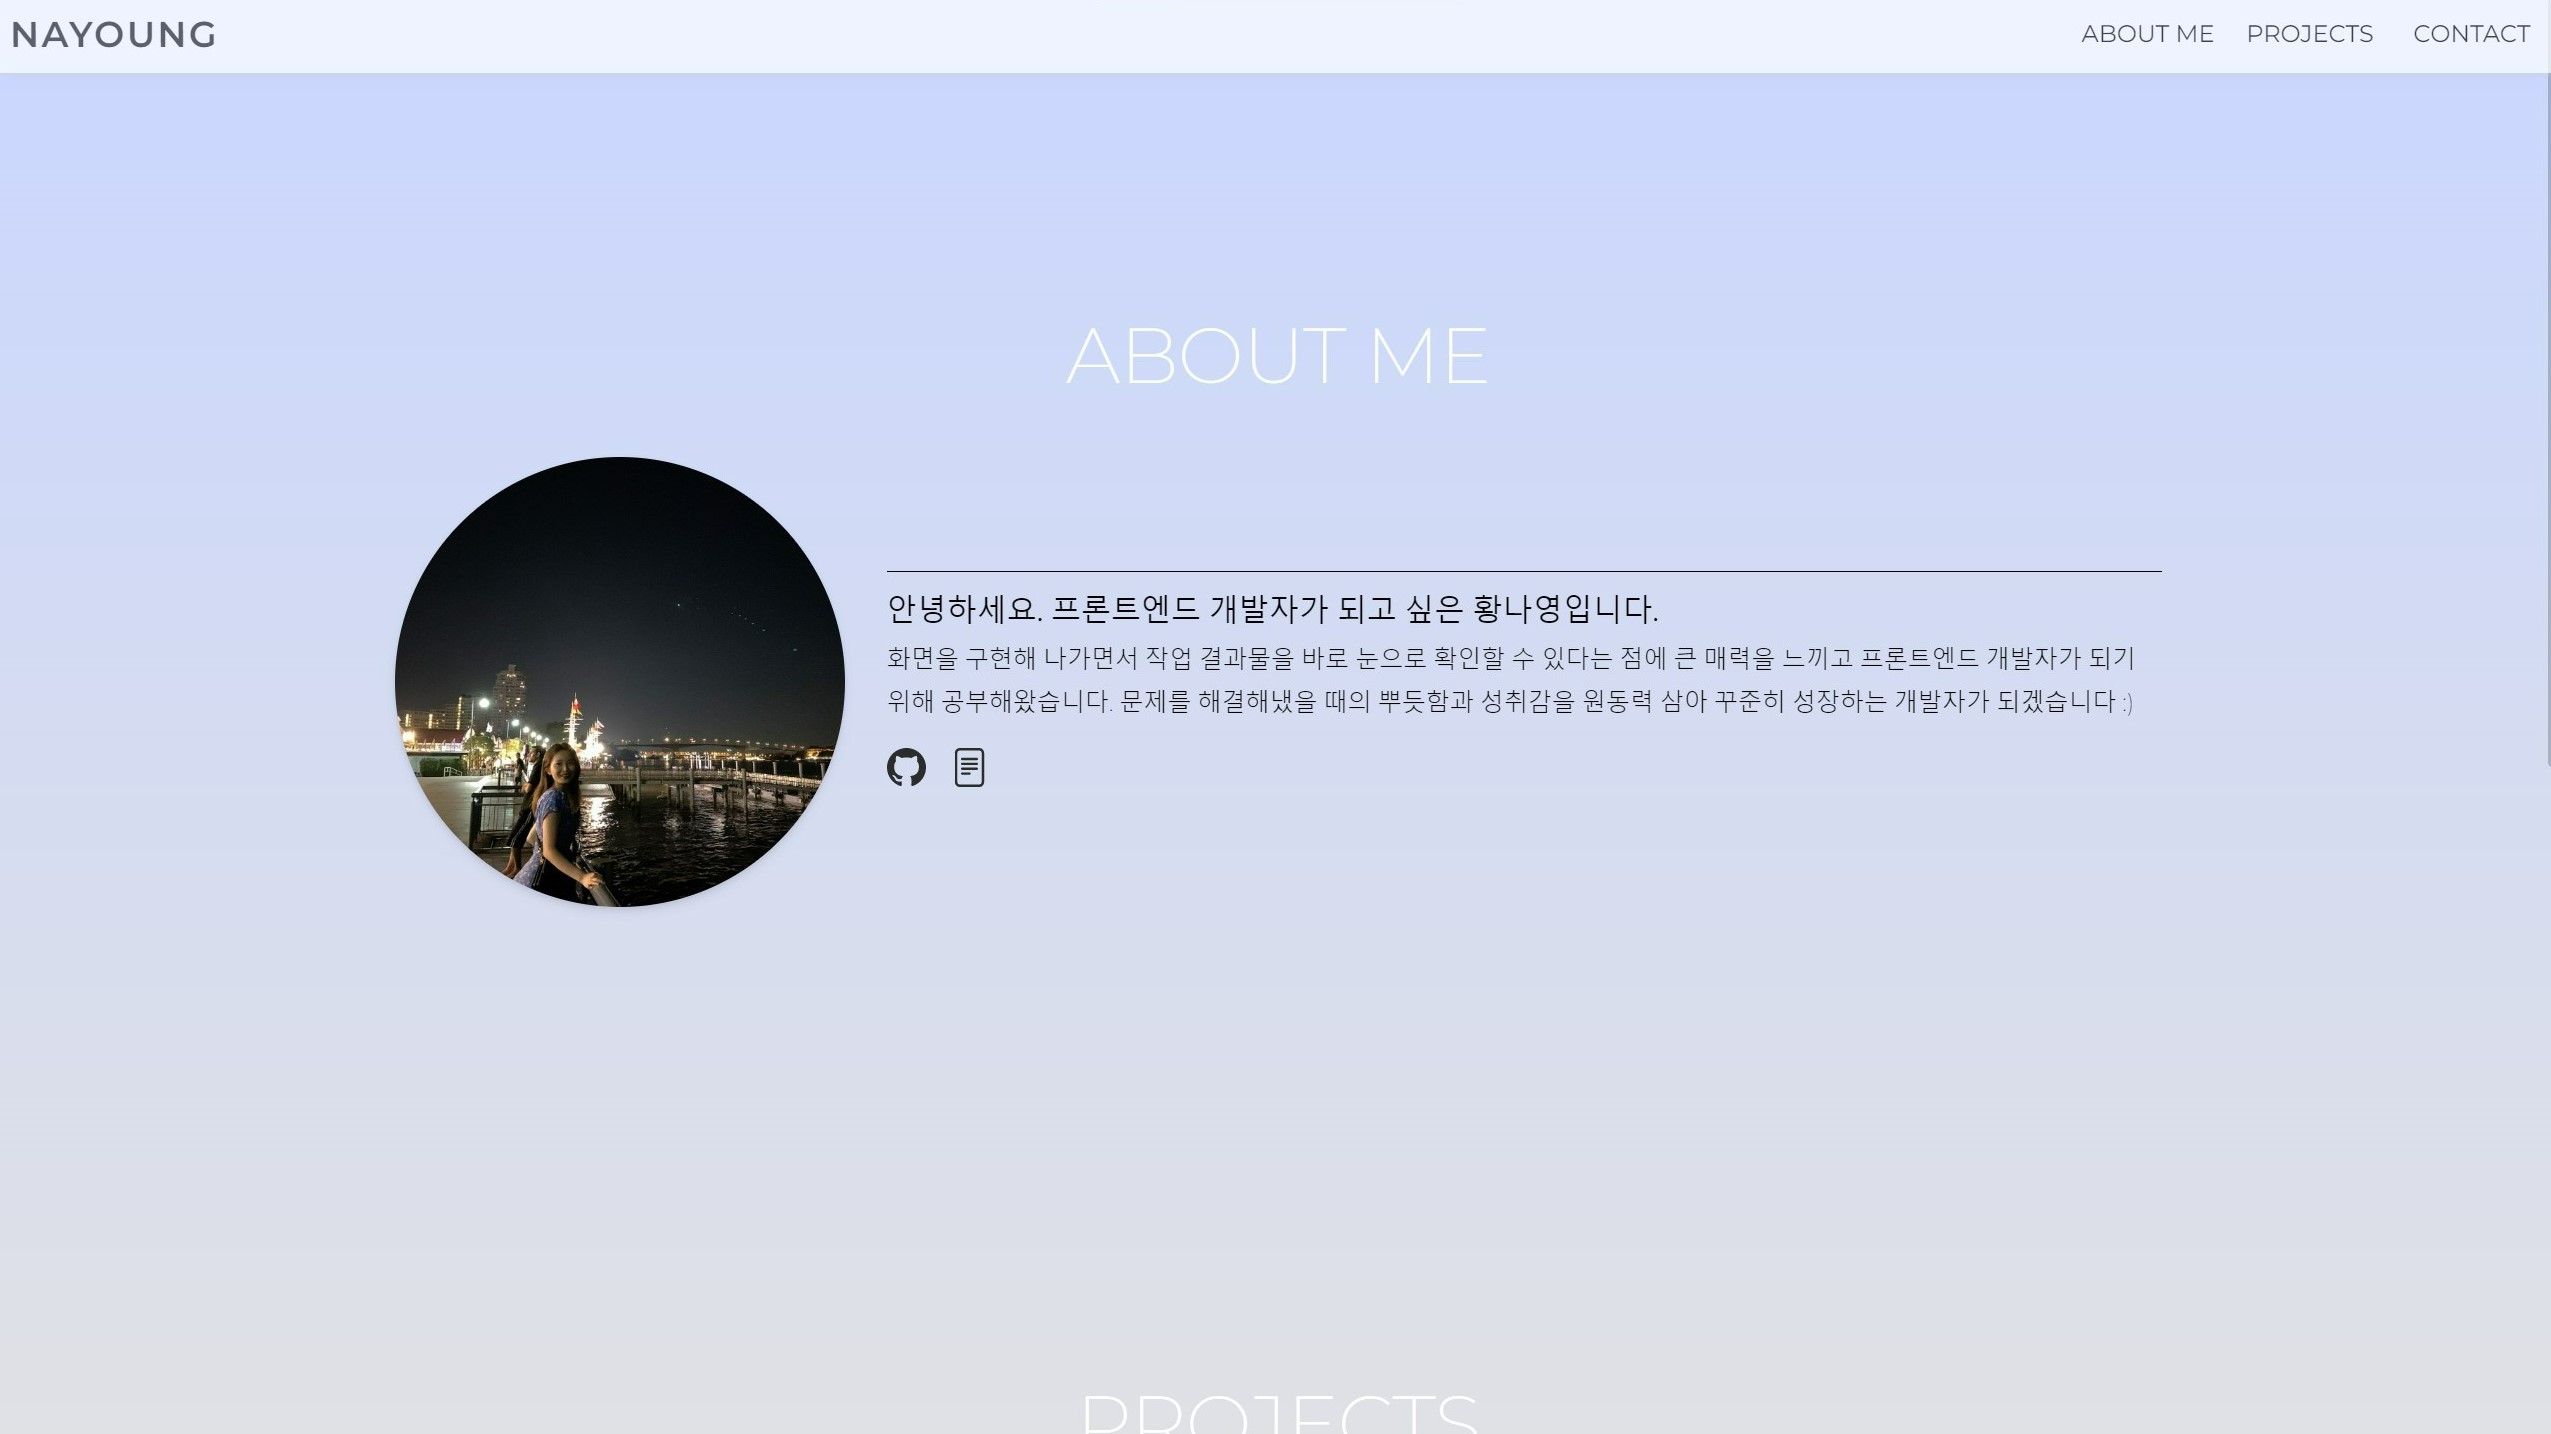 NAYOUNG
ABOUT ME
PROJECTS
CONTACT
ABOUT ME
안녕하세요. 프론트엔드 개발자가 되고 싶은 황나영입니다.
화면을 구현해 나가면서 작업 결과물을 바로 눈으로 확인할 수 있다는 점에 큰 매력을 느끼고 프론트엔드 개발자가 되기
위해 공부해왔습니다. 문제를 해결해냈을 때의 뿌듯함과 성취감을 원동력 삼아 꾸준히 성장하는 개발자가 되겠습니다 :)
PROJECTS